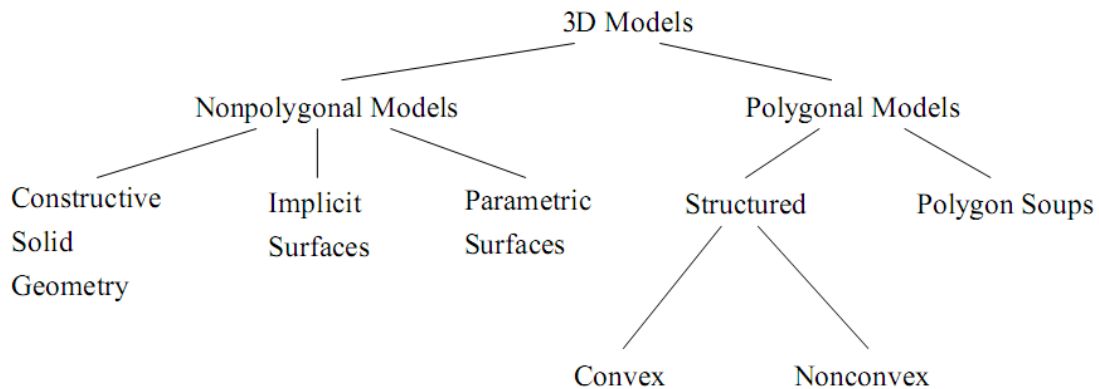 3D Models
Nonpolygonal Models
Polygonal Models
Constructive
Solid
Geometry
Implicit
Surfaces
Parametric
Surfaces
Structured
Polygon Soups
Convex
Nonconvex